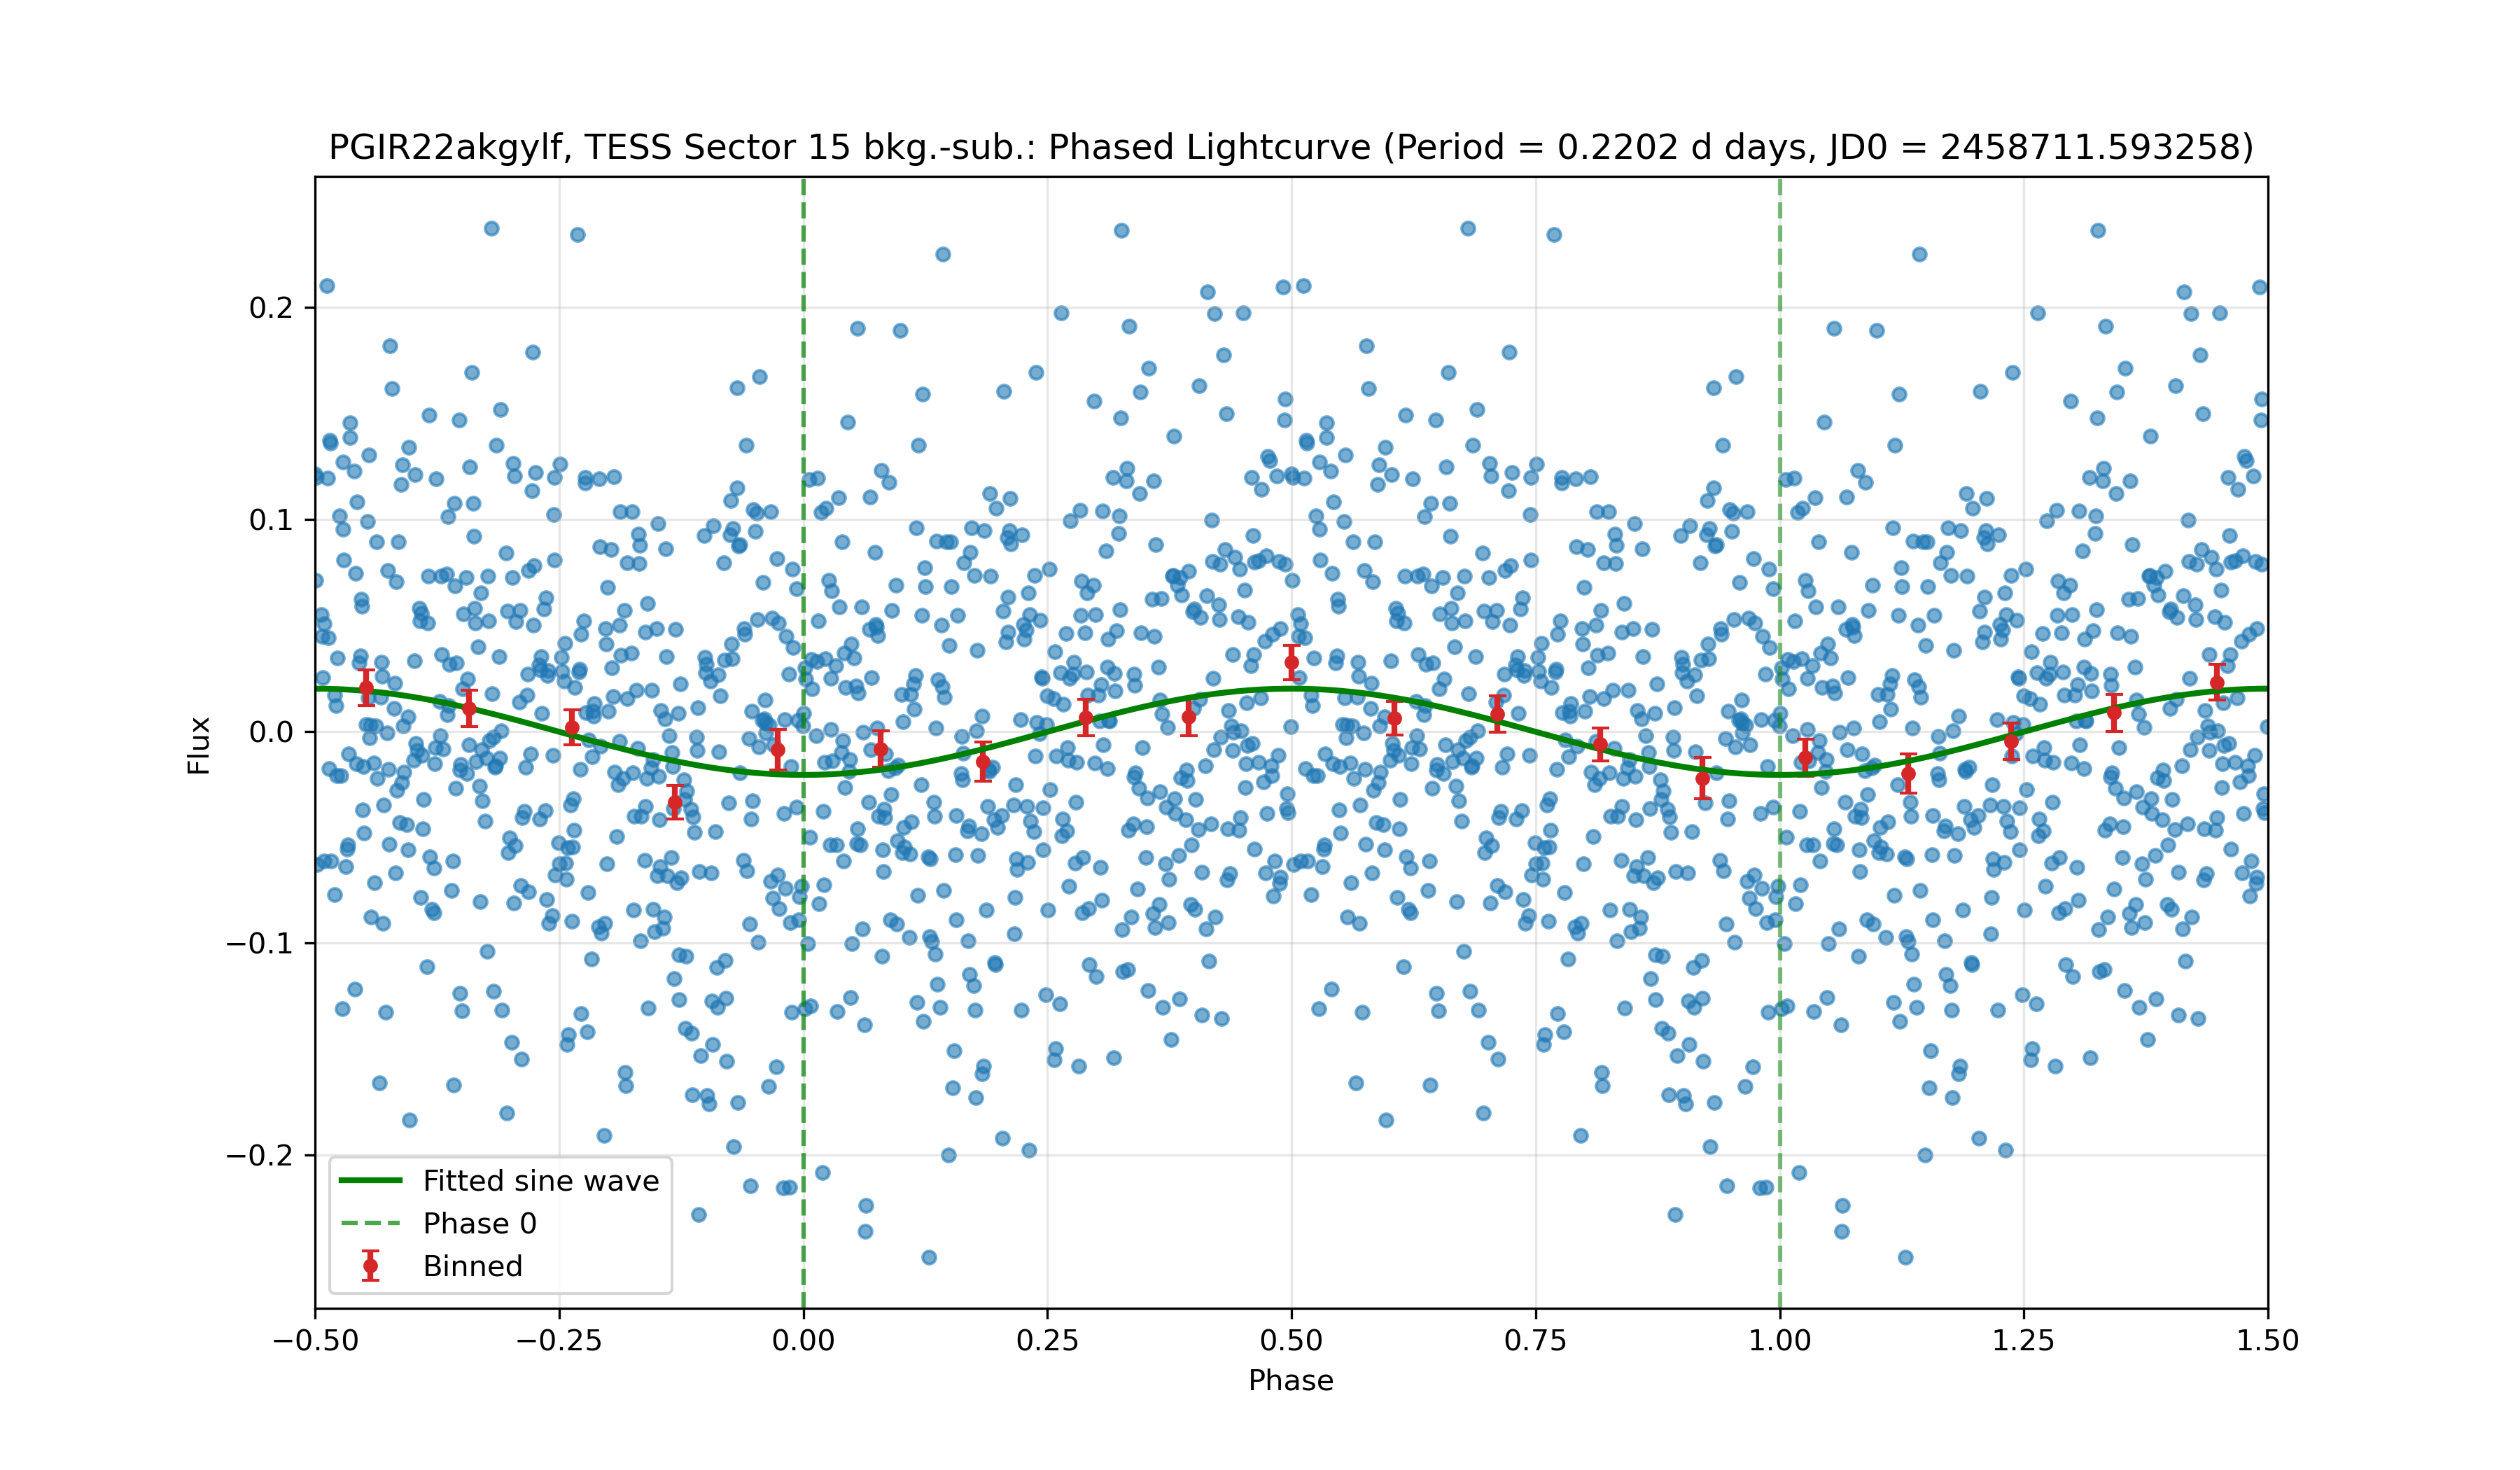 PGIR22akgylf, TESS Sector 15 bkg.-sub.: Phased Lightcurve (Period = 0.2202 d days, JD0 = 2458711.593258)
Flux
0.2
0.1
0.0
−0.1
−0.2
Fitted sine wave
Phase 0
Binned
−0.50 −0.25 0.00 0.25 0.50 0.75 1.00 1.25 1.50
Phase